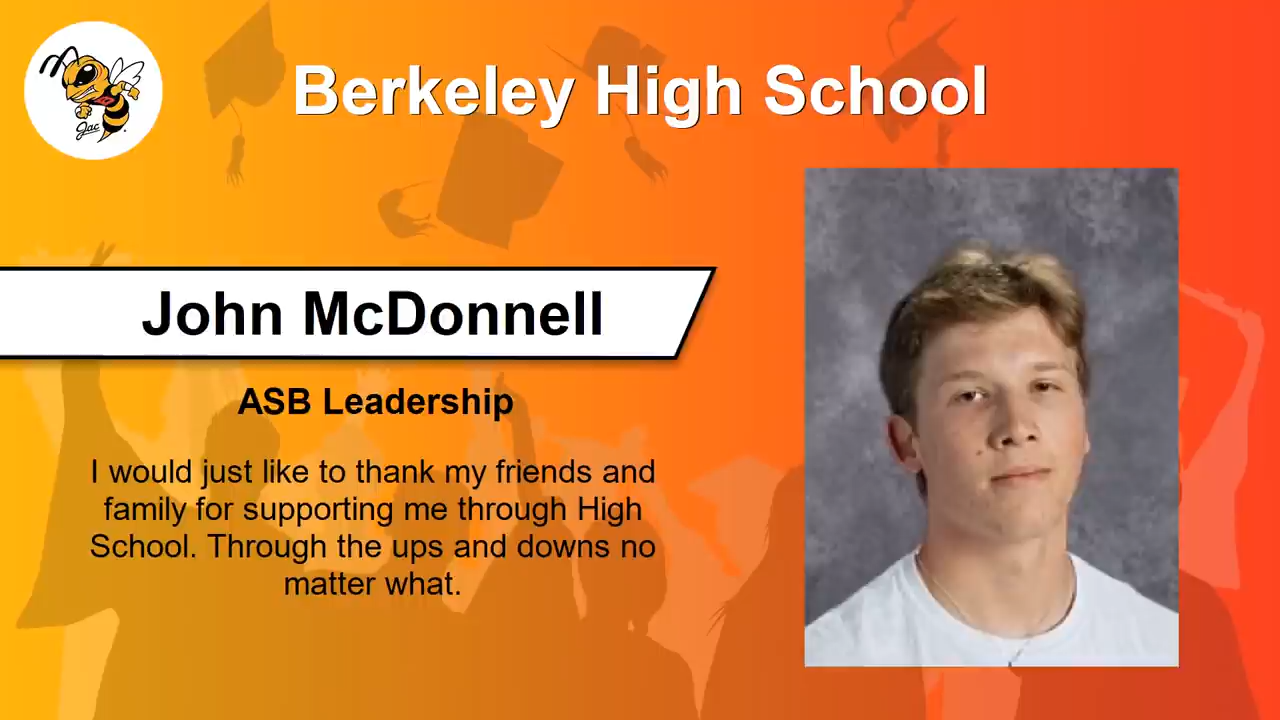 Berkeley High School
Jac
John McDonnell
ASB Leadership
I would just like to thank my friends and
family for supporting me through High
School. Through the ups and downs no
matter what.